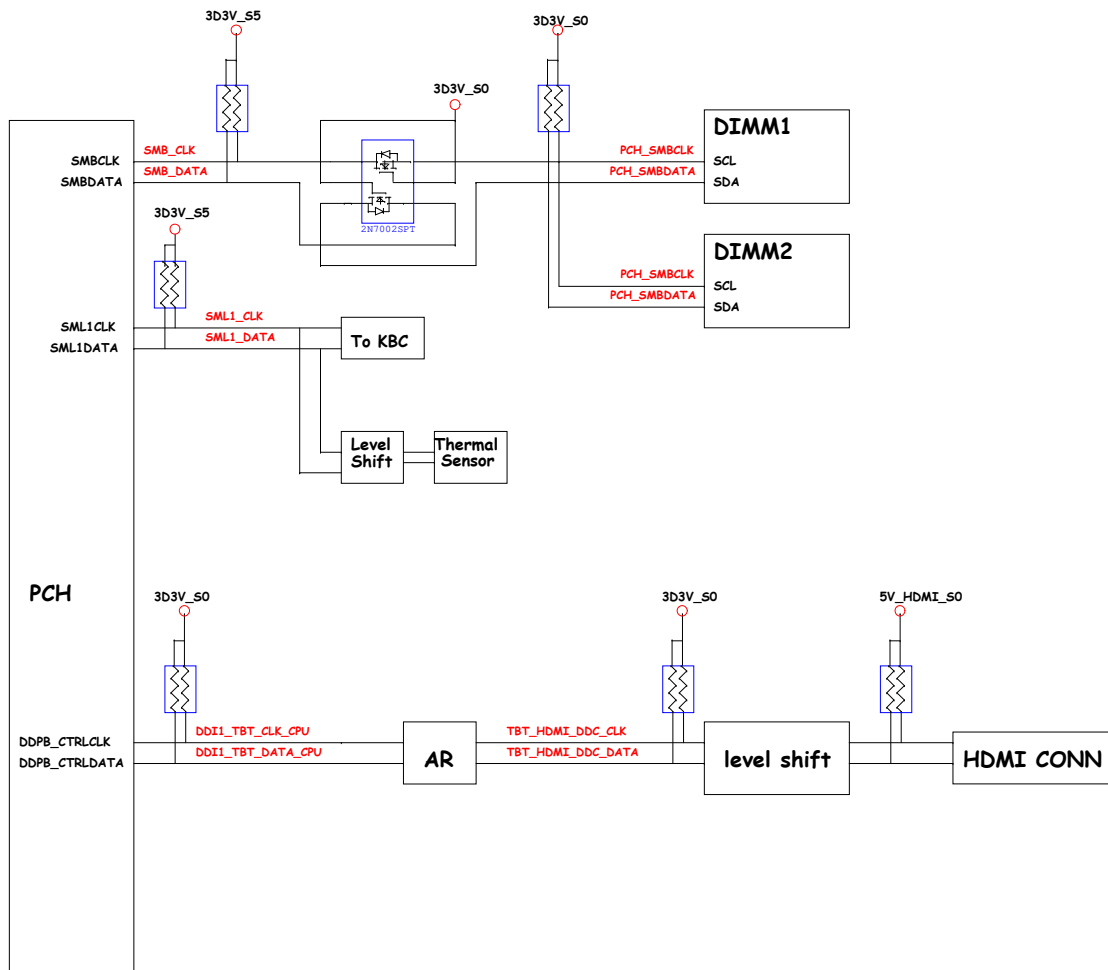 3D3V_S5
3D3V_S0
3D3V_S0
DIMM1
SMBCLK
SMB_CLK
PCH_SMBCLK
SCL
SMBDATA
SMB_DATA
PCH_SMBDATA
SDA
3D3V_S5
2N7002SPT
DIMM2
PCH_SMBCLK
SCL
PCH_SMBDATA
SDA
SML1CLK
SML1_CLK
SML1DATA
SML1_DATA
To KBC
Level
Shift
Thermal
Sensor
PCH
3D3V_S0
3D3V_S0
5V_HDMI_S0
DDPB_CTRLCLK
DDI1_TBT_CLK_CPU
TBT_HDMI_DDC_CLK
DDPB_CTRLDATA
DDI1_TBT_DATA_CPU
TBT_HDMI_DDC_DATA
AR
level shift
HDMI CONN